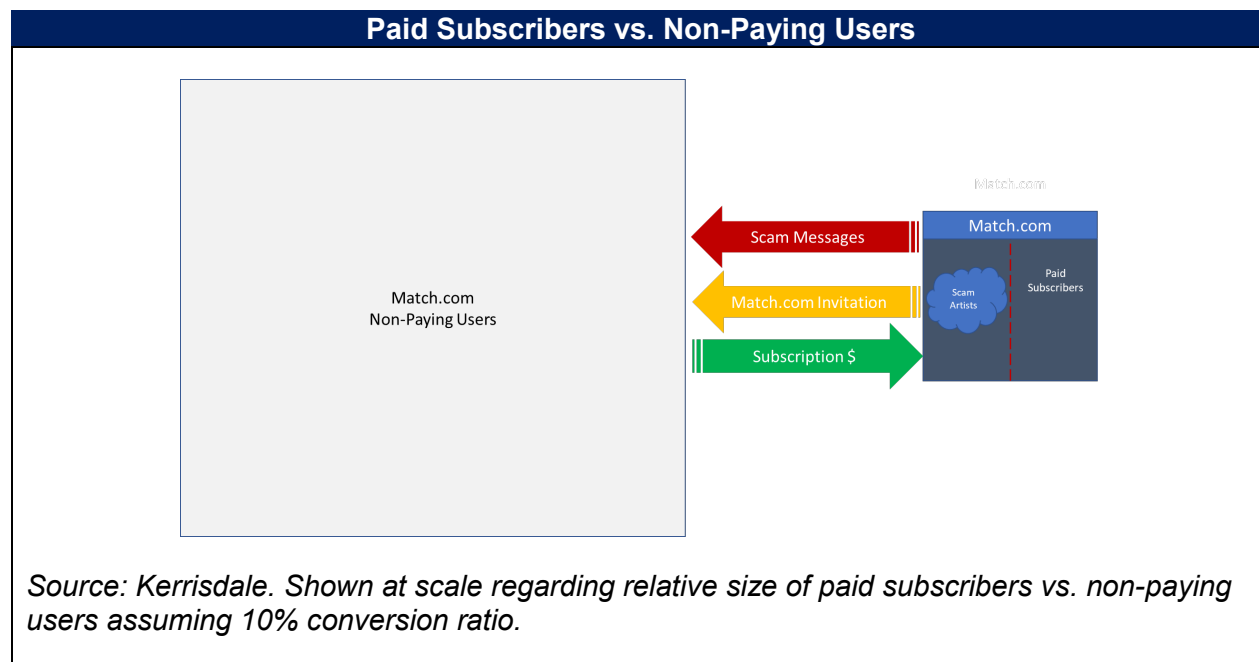 Paid Subscribers vs. Non-Paying Users
Match.com
Non-Paying Users
Match.com
Scam Messages
Match.com
Match.com Invitation
Scam
Artists
Paid
Subscribers
Subscription $
Source: Kerrisdale. Shown at scale regarding relative size of paid subscribers vs. non-paying
users assuming 10% conversion ratio.